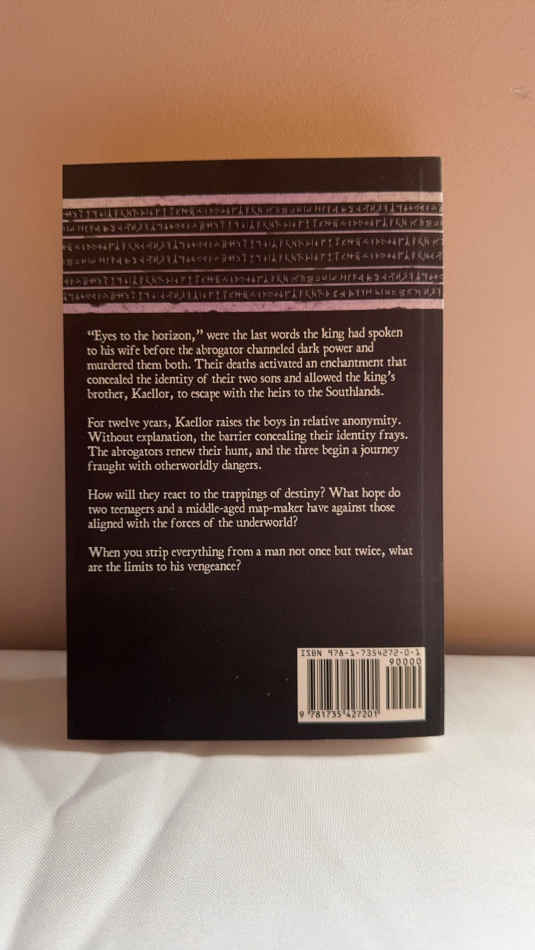 “Eyes to the horizon,” were the last words the king had spoken
to his wife before the abrogator channeled dark power and
murdered them both. Their deaths activated an enchantment that
concealed the identity of their two sons and allowed the king’s
brother, Kaellor, to escape with the heirs to the Southlands.
For twelve years, Kaellor raises the boys in relative anonymity.
Without explanation, the barrier concealing their identity frays.
The abrogators renew their hunt, and the three begin a journey
fraught with otherworldly dangers.
How will they react to the trappings of destiny? What hope do
two teenagers and a middle-aged map-maker have against those
aligned with the forces of the underworld?
When you strip everything from a man not once but twice, what
are the limits to his vengeance?
ISBN 978-1-7354272-0-1
90000
9 781735 427201